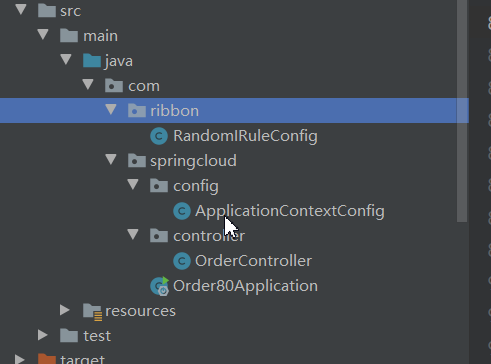 src
main
java
com
ribbon
RandomIRuleConfig
springcloud
config
ApplicationContextConfig
controller
OrderController
Order80Application
resources
test
target